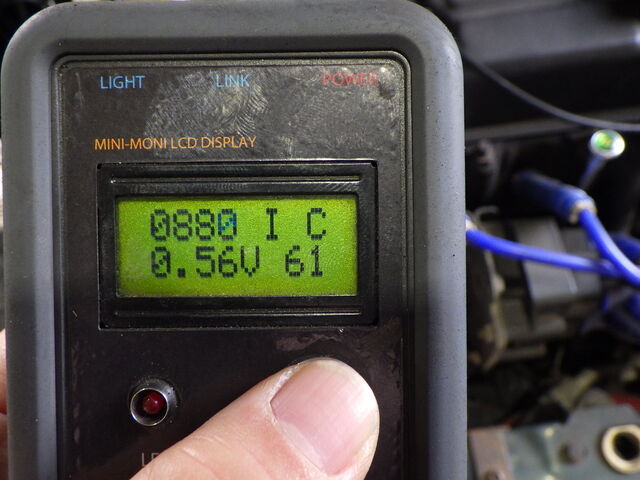 LIGHT LINK POWER
MINI-MONI LCD DISPLAY
0880 I C
0.56V 61